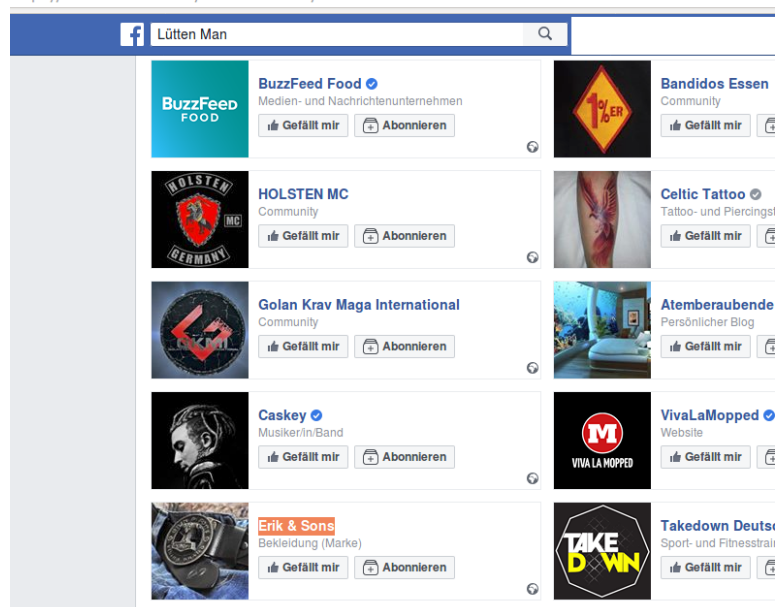 Lütten Man
BuzzFeed Food
Medien- und Nachrichtenunternehmen
Gefällt mir
Abonnieren
BuzzFeed
FOOD
Bandidos Essen
Community
Gefällt mir
1%ER
HOLSTEN MC
Community
Gefällt mir
Abonnieren
HOLSTEN
MC
GERMANY
Celtic Tattoo
Tattoo- und Piercingst
Gefällt mir
Golan Krav Maga International
Community
Gefällt mir
Abonnieren
GKMI
Atemberaubende
Persönlicher Blog
Gefällt mir
Caskey
Musiker/in/Band
Gefällt mir
Abonnieren
VivaLaMopped
Website
Gefällt mir
M
VIVA LA MOPPED
Erik & Sons
Bekleidung (Marke)
Gefällt mir
Abonnieren
Takedown Deutsc
Sport- und Fitnesstrain
Gefällt mir
TAKE
DOWN